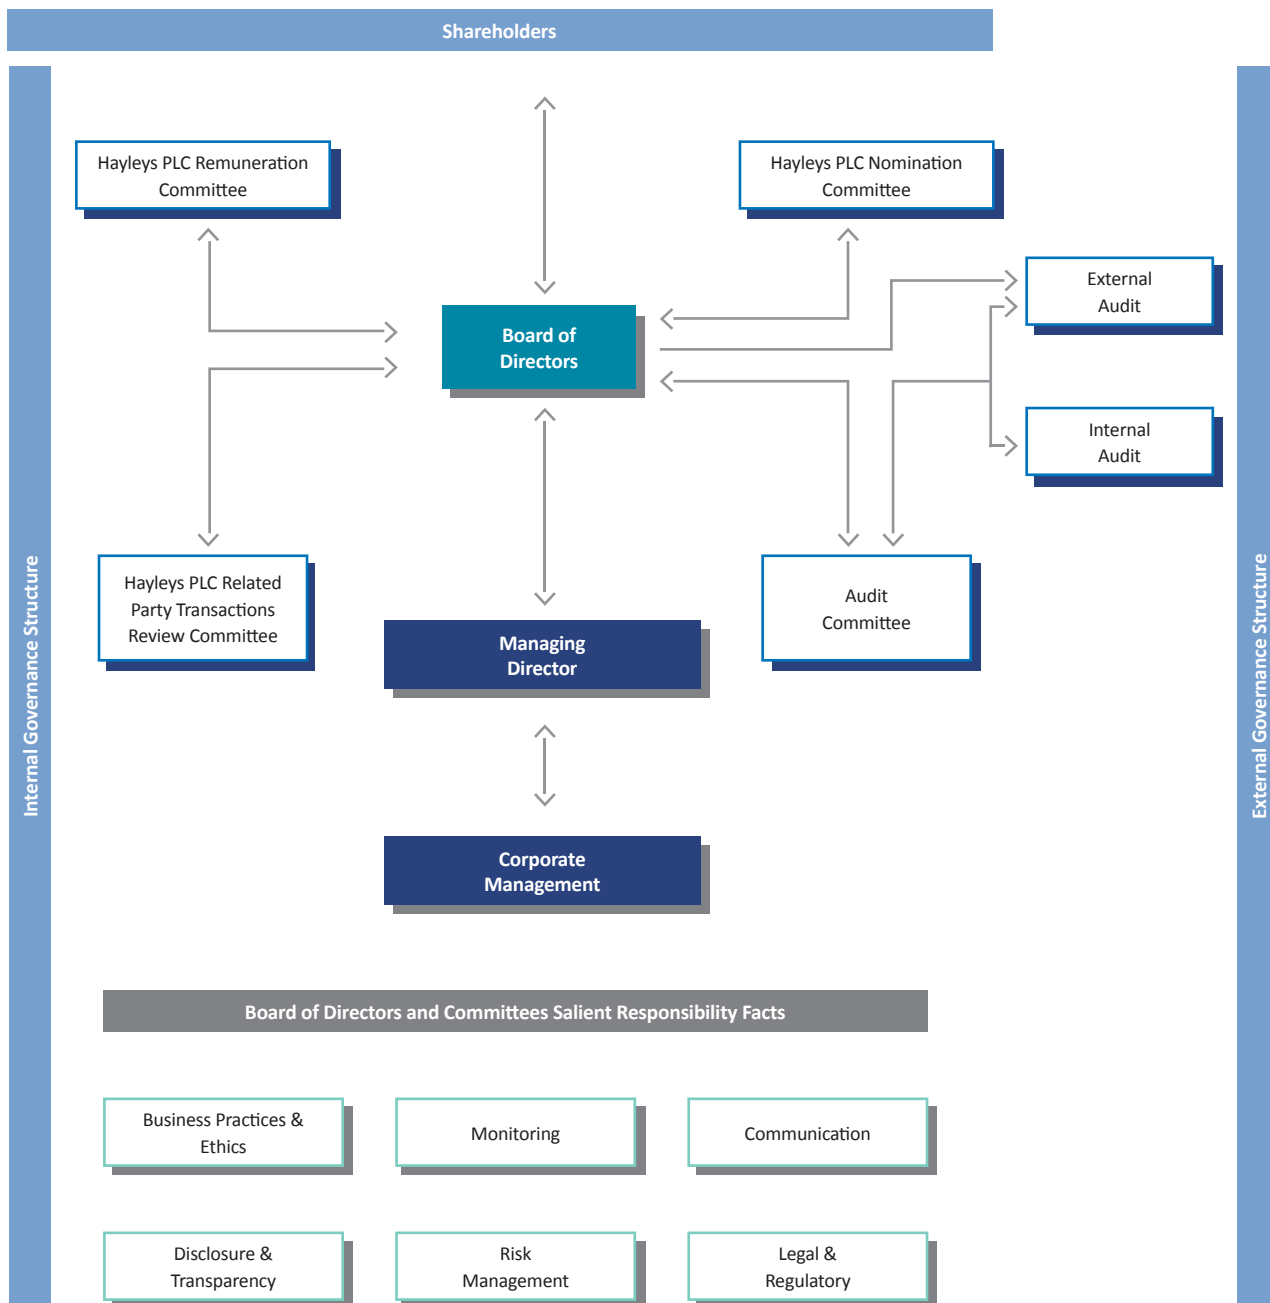 Shareholders
Internal Governance Structure
External Governance Structure
Hayleys PLC Remuneration
Committee
Hayleys PLC Nomination
Committee
External
Audit
Board of
Directors
Internal
Audit
Hayleys PLC Related
Party Transactions
Review Committee
Audit
Committee
Managing
Director
Corporate
Management
Board of Directors and Committees Salient Responsibility Facts
Business Practices &
Ethics
Monitoring
Communication
Disclosure &
Transparency
Risk
Management
Legal &
Regulatory